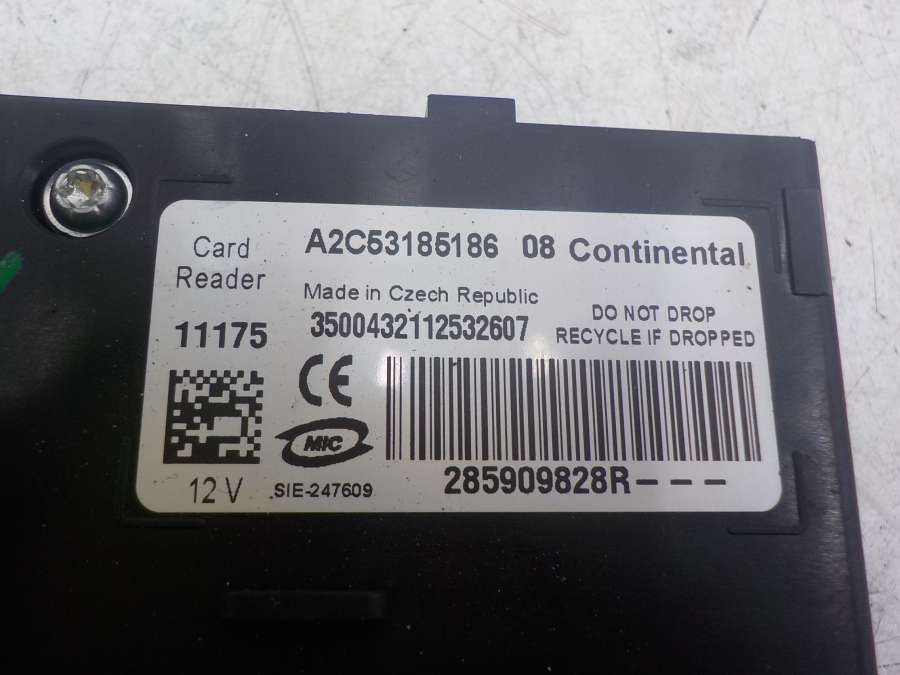 Card Reader
A2C53185186 08 Continental
Made in Czech Republic
11175
3500432112532607
DO NOT DROP
RECYCLE IF DROPPED
CE
MIC
12 V
SIE-247609
285909828R---